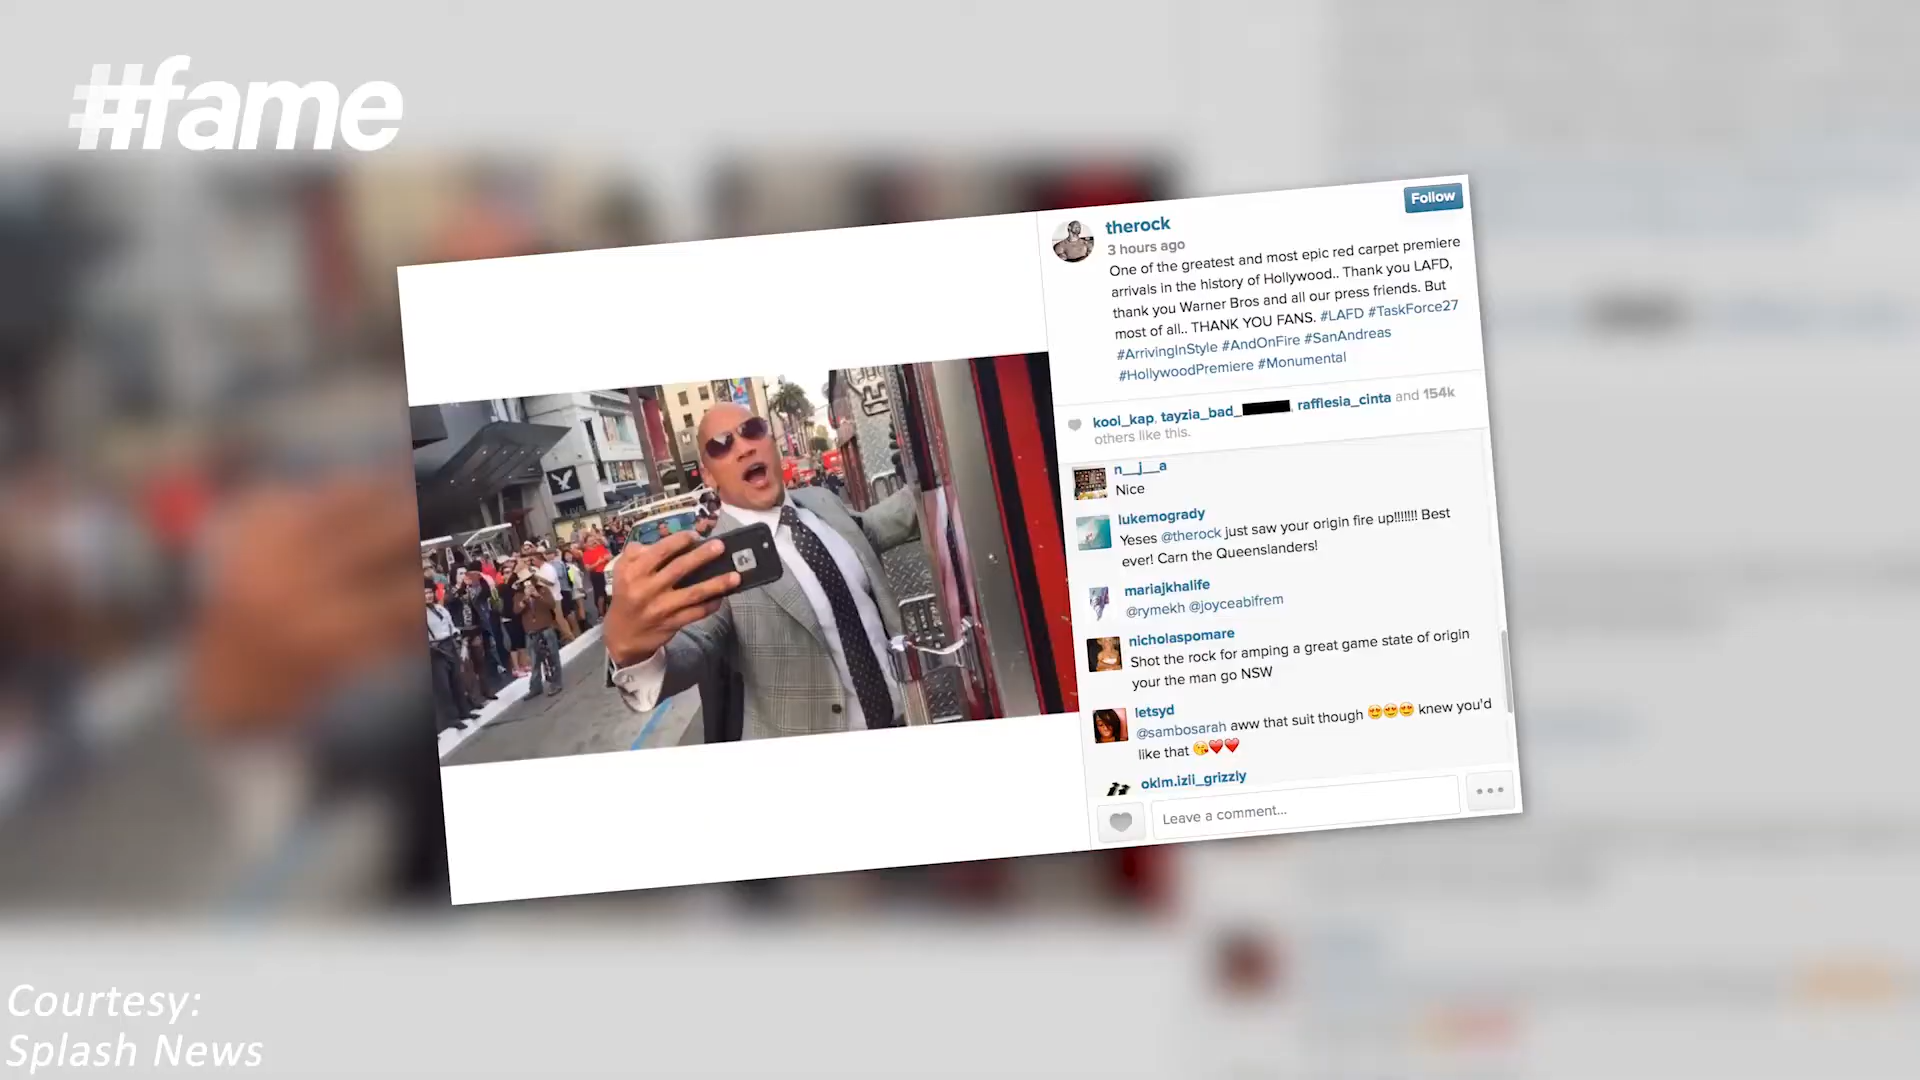 #fame
therock
Follow
3 hours ago
One of the greatest and most epic red carpet premiere
arrivals in the history of Hollywood.. Thank you LAFD,
thank you Warner Bros and all our press friends. But
most of all.. THANK YOU FANS. #LAFD #TaskForce27
#ArrivingInStyle #AndOnFire #SanAndreas
#HollywoodPremiere #Monumental
kool_kap, tayzia_bad_ , rafflesia_cinta and 154k
others like this.
n__j__a
Nice
lukemogrady
Yeses @therock just saw your origin fire up!!!!!!! Best
ever! Carn the Queenslanders!
mariajkhalife
@rymekh @joyceabifrem
nicholaspomare
Shot the rock for amping a great game state of origin
your the man go NSW
letsyd
@sambosarah aww that suit though 😍😍😍 knew you'd
like that 😘❤️❤️
oklm.izii_grizzly
Leave a comment...
Courtesy:
Splash News